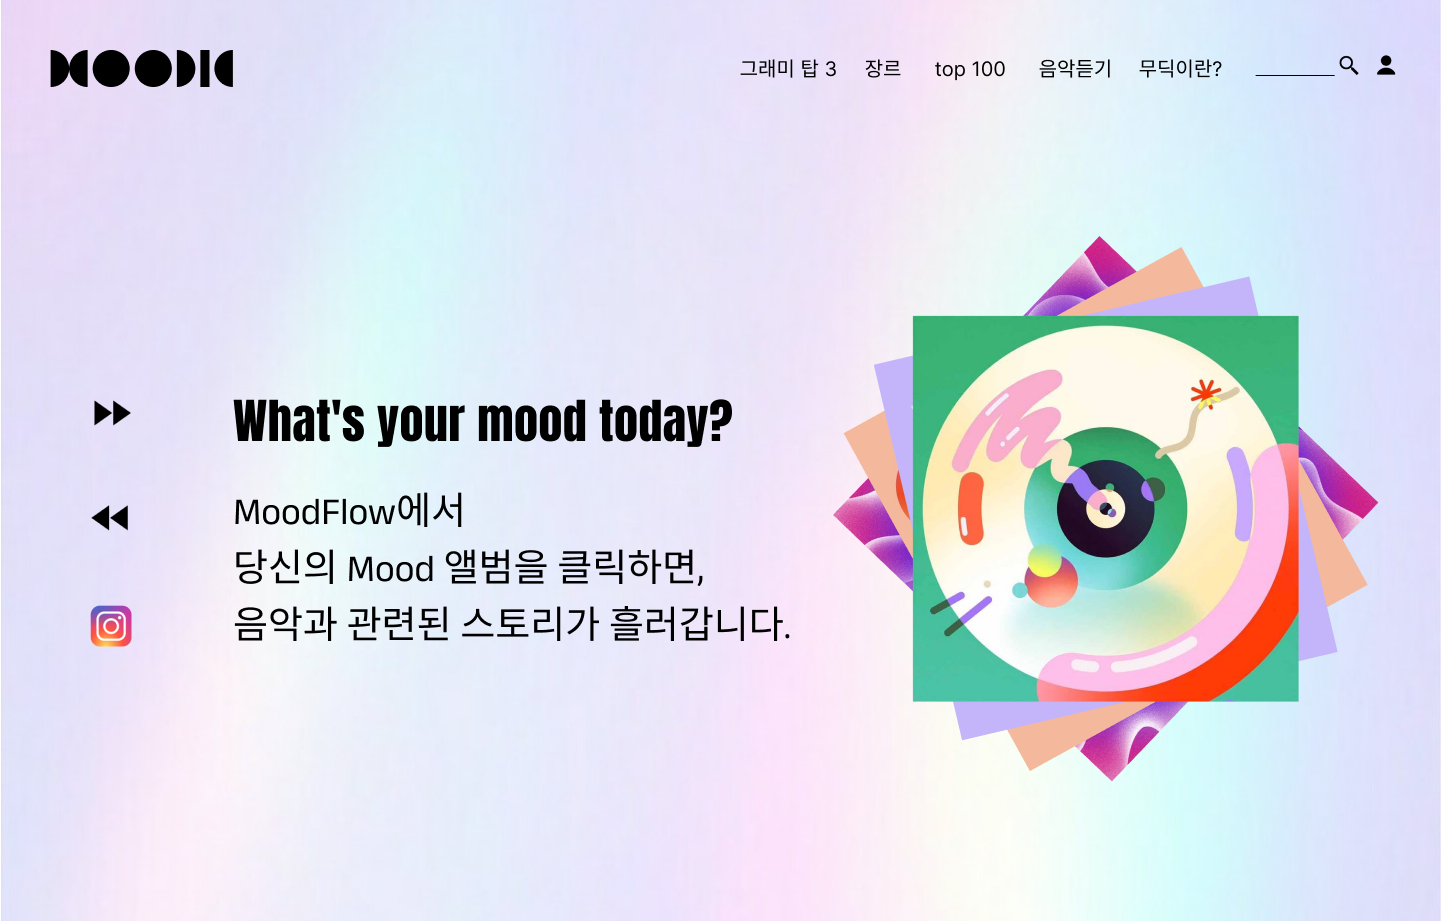 MOODIC
그래미 탑 3 장르 top 100 음악듣기 무딕이란?
What's your mood today?
MoodFlow에서
당신의 Mood 앨범을 클릭하면,
음악과 관련된 스토리가 흘러갑니다.